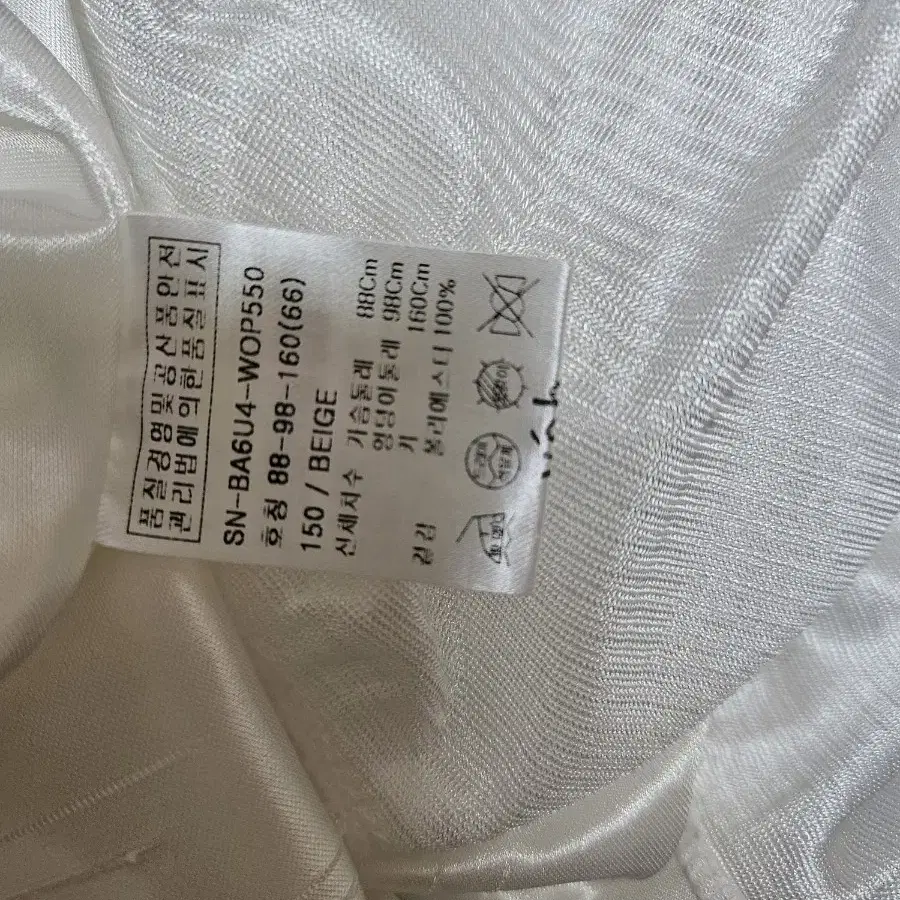 품질경영및공산품안전
관리법에의한품질표시
SN-BA6U4-WOP550
호칭 88-98-160(66)
150 / BEIGE
신체치수 가슴둘레 88Cm
엉덩이둘레 98Cm
키 160Cm
겉감 폴리에스터 100%